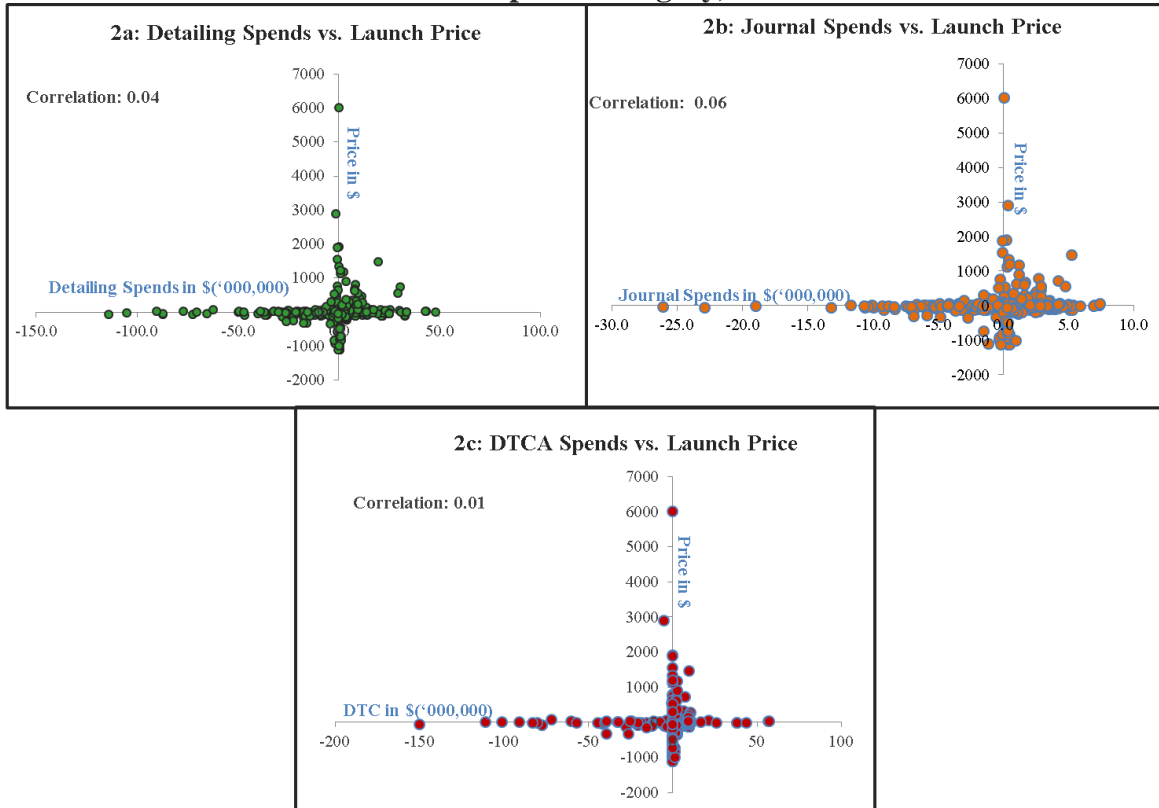 2a: Detailing Spends vs. Launch Price
Correlation: 0.04
7000
6000
5000
4000
3000
2000
1000
-1000
-2000
Price in $
Detailing Spends in $(‘000,000)
-150.0 -100.0 -50.0 50.0 100.0
2b: Journal Spends vs. Launch Price
Correlation: 0.06
7000
6000
5000
4000
3000
2000
1000
0
-1000
-2000
Price in $
Journal Spends in $(‘000,000)
-30.0 -25.0 -20.0 -15.0 -10.0 -5.0 0.0 5.0 10.0
2c: DTCA Spends vs. Launch Price
Correlation: 0.01
7000
6000
5000
4000
3000
2000
1000
-1000
-2000
Price in $
DTC in $(‘000,000)
-200 -150 -100 -50 50 100